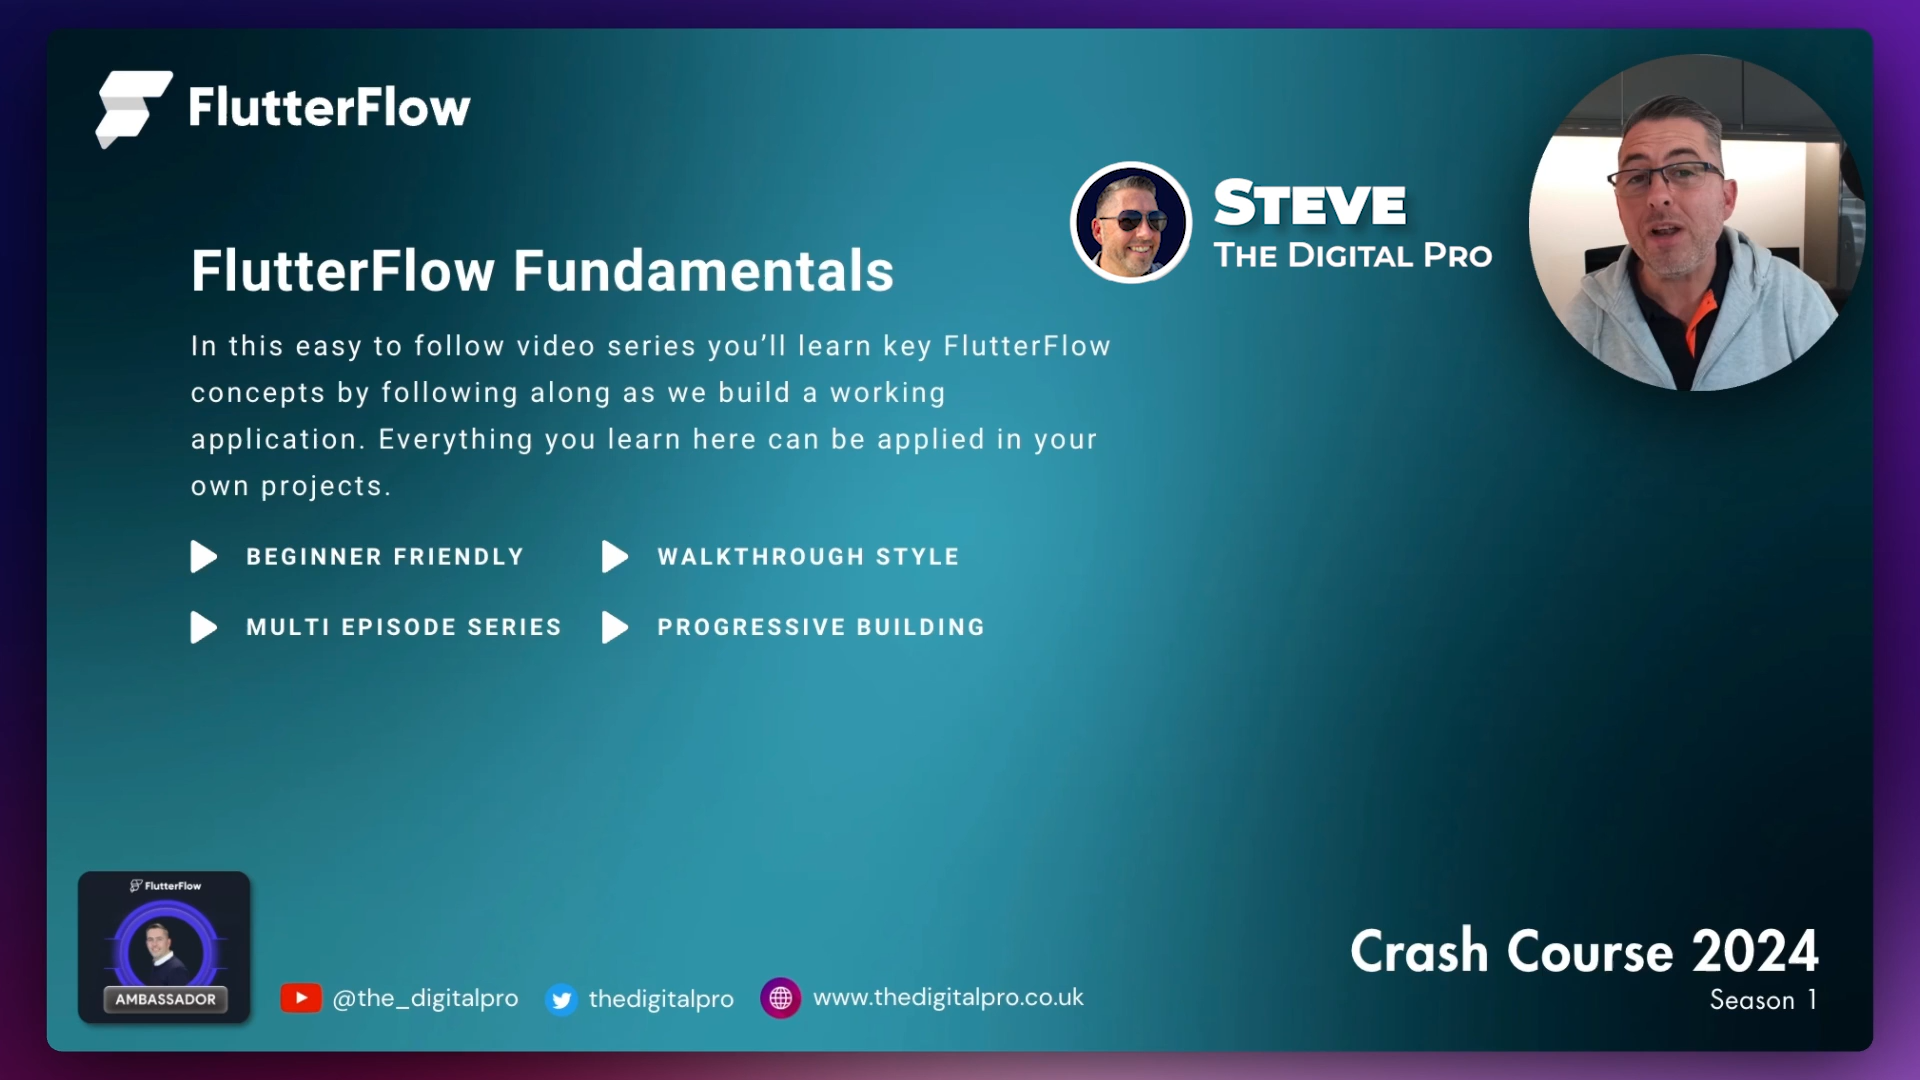 FlutterFlow
STEVE
THE DIGITAL PRO
FlutterFlow Fundamentals
In this easy to follow video series you’ll learn key FlutterFlow
concepts by following along as we build a working
application. Everything you learn here can be applied in your
own projects.
BEGINNER FRIENDLY
WALKTHROUGH STYLE
MULTI EPISODE SERIES
PROGRESSIVE BUILDING
FlutterFlow
AMBASSADOR
@the_digitalpro
thedigitalpro
www.thedigitalpro.co.uk
Crash Course 2024
Season 1